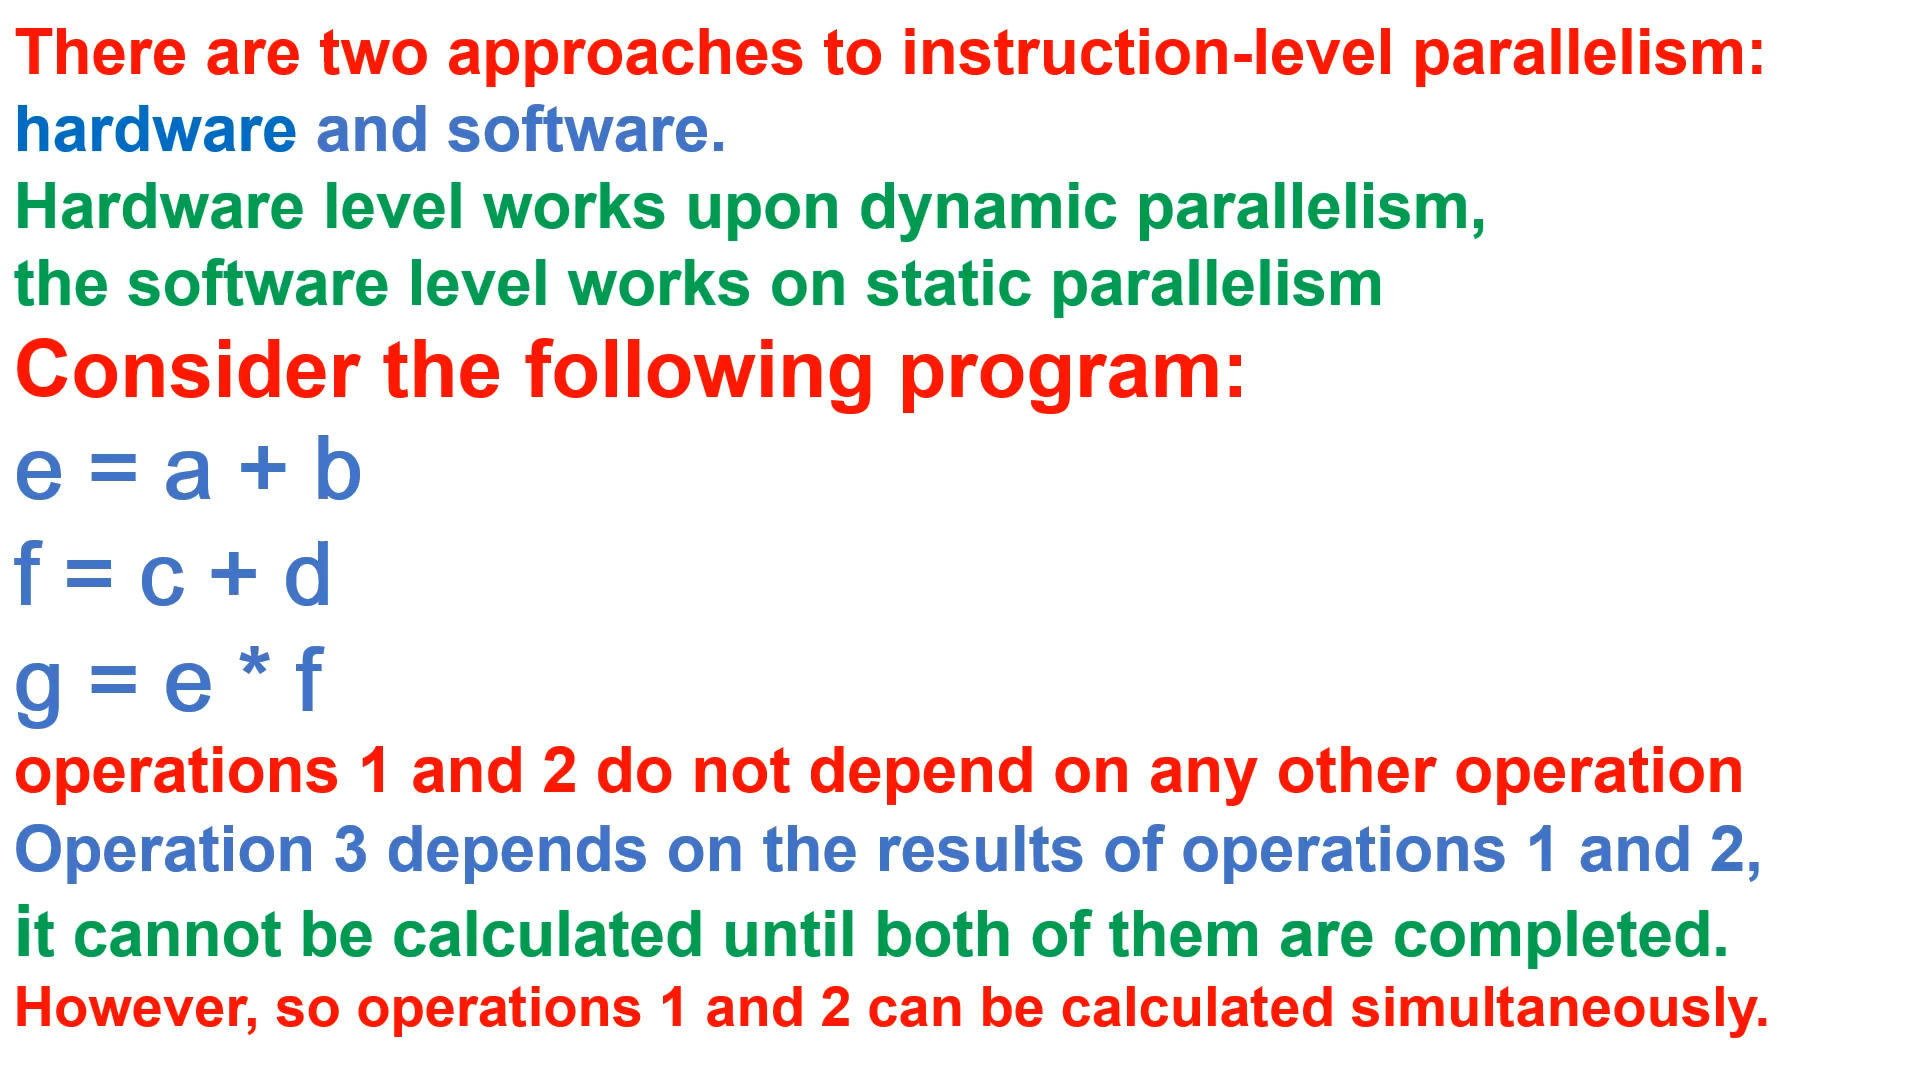 There are two approaches to instruction-level parallelism:
hardware and software.
Hardware level works upon dynamic parallelism,
the software level works on static parallelism
Consider the following program:
e = a + b
f = c + d
g = e * f
operations 1 and 2 do not depend on any other operation
Operation 3 depends on the results of operations 1 and 2,
it cannot be calculated until both of them are completed.
However, so operations 1 and 2 can be calculated simultaneously.